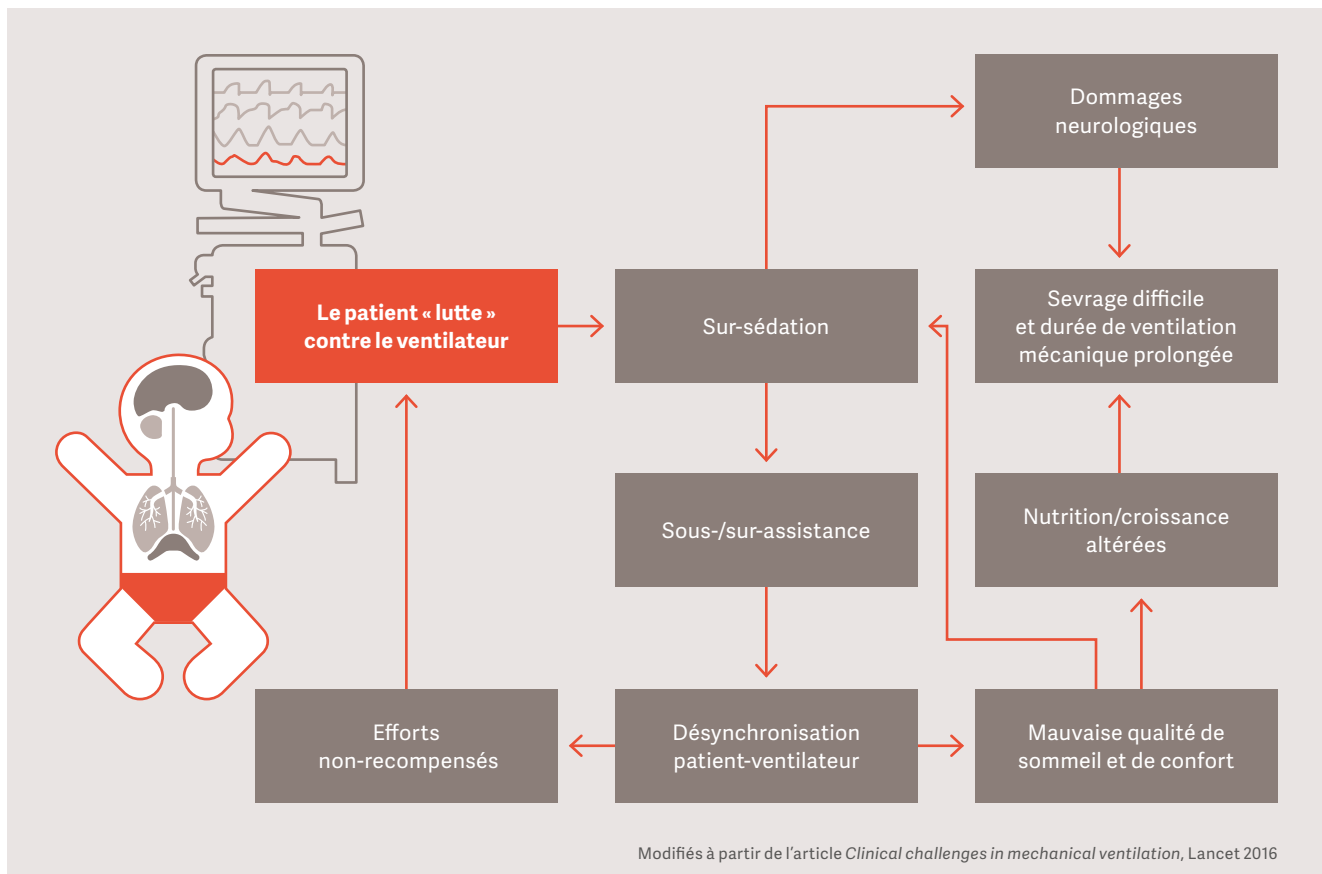 Dommages
neurologiques
Le patient « lutte »
contre le ventilateur
Sur-sédation
Sevrage difficile
et durée de ventilation
mécanique prolongée
Sous-/sur-assistance
Nutrition/croissance
altérées
Efforts
non-recompensés
Désynchronisation
patient-ventilateur
Mauvaise qualité de
sommeil et de confort
Modifiés à partir de l'article Clinical challenges in mechanical ventilation, Lancet 2016